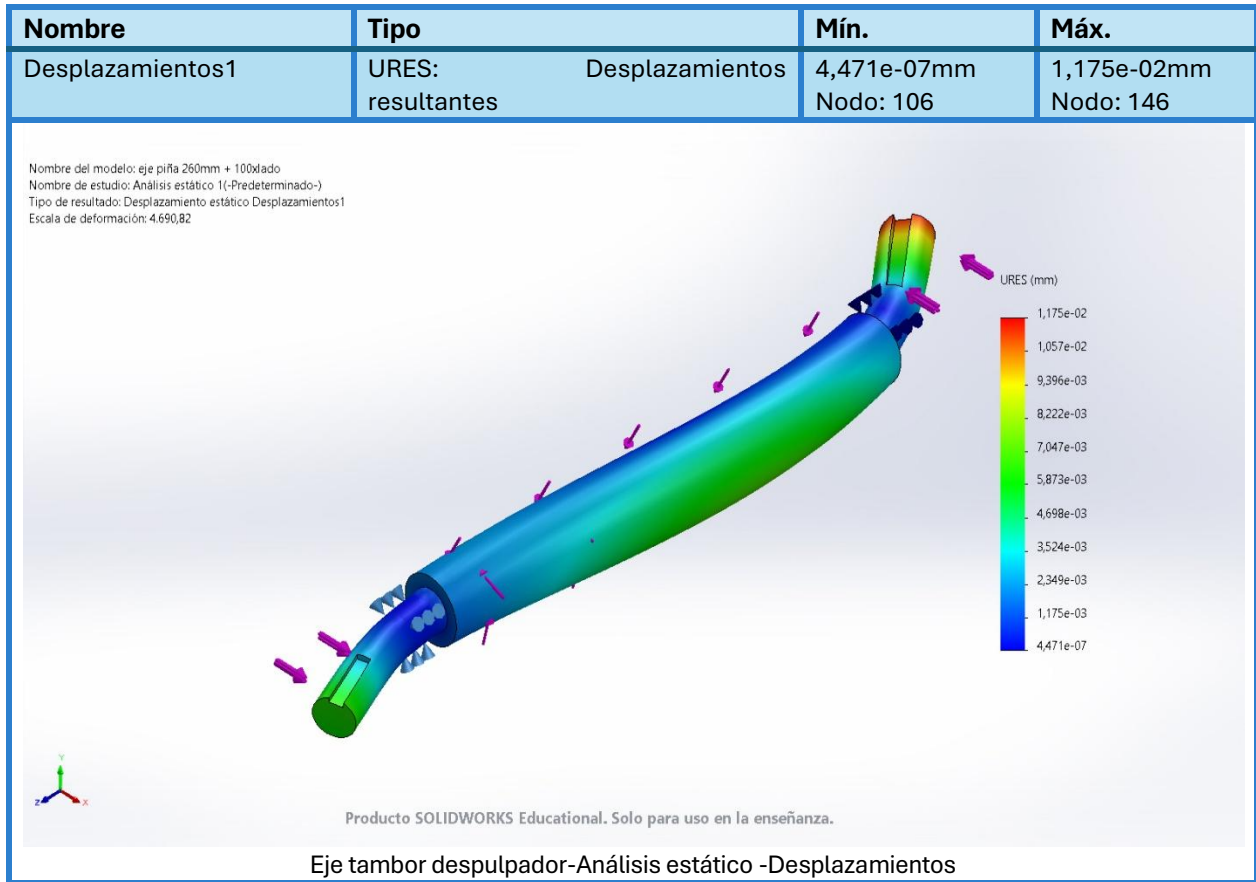 Nombre Tipo Mín. Máx.
Desplazamientos1 URES: Desplazamientos 4,471e-07mm 1,175e-02mm
resultantes Nodo: 106 Nodo: 146
Nombre del modelo: eje piña 260mm + 100xlado
Nombre de estudio: Análisis estático 1(-Predeterminado-)
Tipo de resultado: Desplazamiento estático Desplazamientos1
Escala de deformación: 4.690,82
URES (mm)
1,175e-02
1,057e-02
9,396e-03
8,222e-03
7,047e-03
5,873e-03
4,698e-03
3,524e-03
2,349e-03
1,175e-03
4,471e-07
Y
Z X
Producto SOLIDWORKS Educational. Solo para uso en la enseñanza.
Eje tambor despulpador-Análisis estático -Desplazamientos